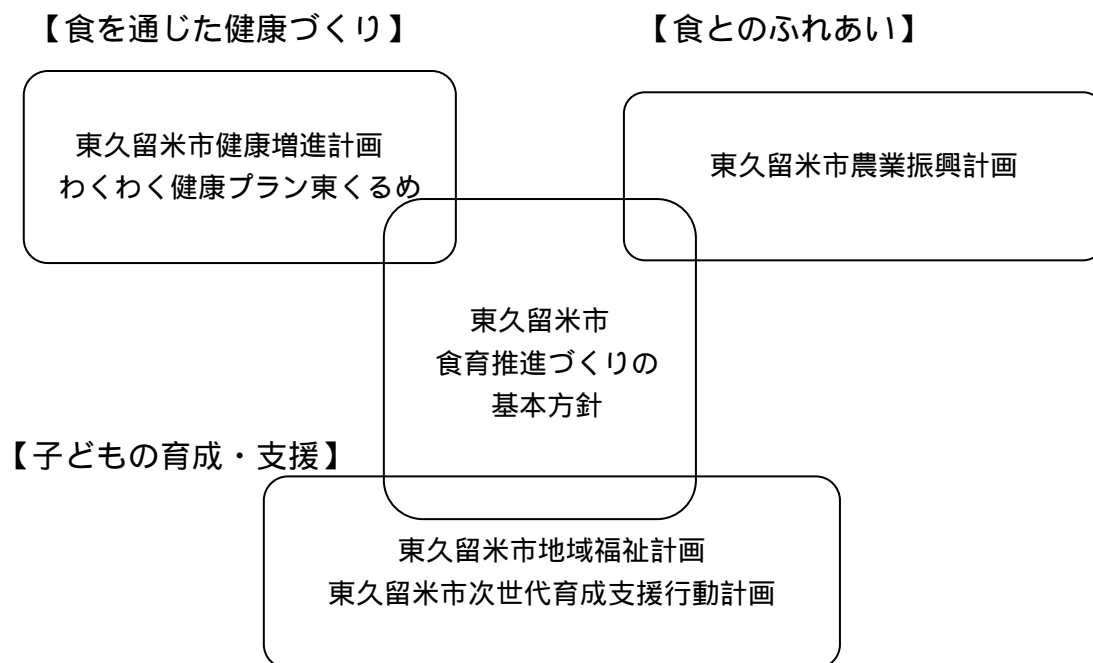 【食を通じた健康づくり】
【食とのふれあい】
東久留米市健康増進計画
わくわく健康プラン東くるめ
東久留米市農業振興計画
東久留米市
食育推進づくりの
基本方針
【子どもの育成・支援】
東久留米市地域福祉計画
東久留米市次世代育成支援行動計画